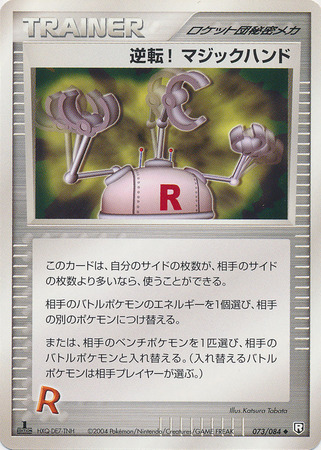 TRAINER
ロケット団秘密メカ
逆転！マジックハンド
R
このカードは、自分のサイドの枚数が、相手のサイド
の枚数より多いなら、使うことができる。
相手のバトルポケモンのエネルギーを1個選び、相手
の別のポケモンにつけ替える。
または、相手のベンチポケモンを1匹選び、相手の
バトルポケモンと入れ替える。（入れ替えるバトルポケ
モンは相手プレイヤーが選ぶ。）
R
Illus.Katsura Tabata
1
HXQ-DE7-TNH
©2004 Pokémon/Nintendo/Creatures/GAME FREAK
073/084 ◆
R